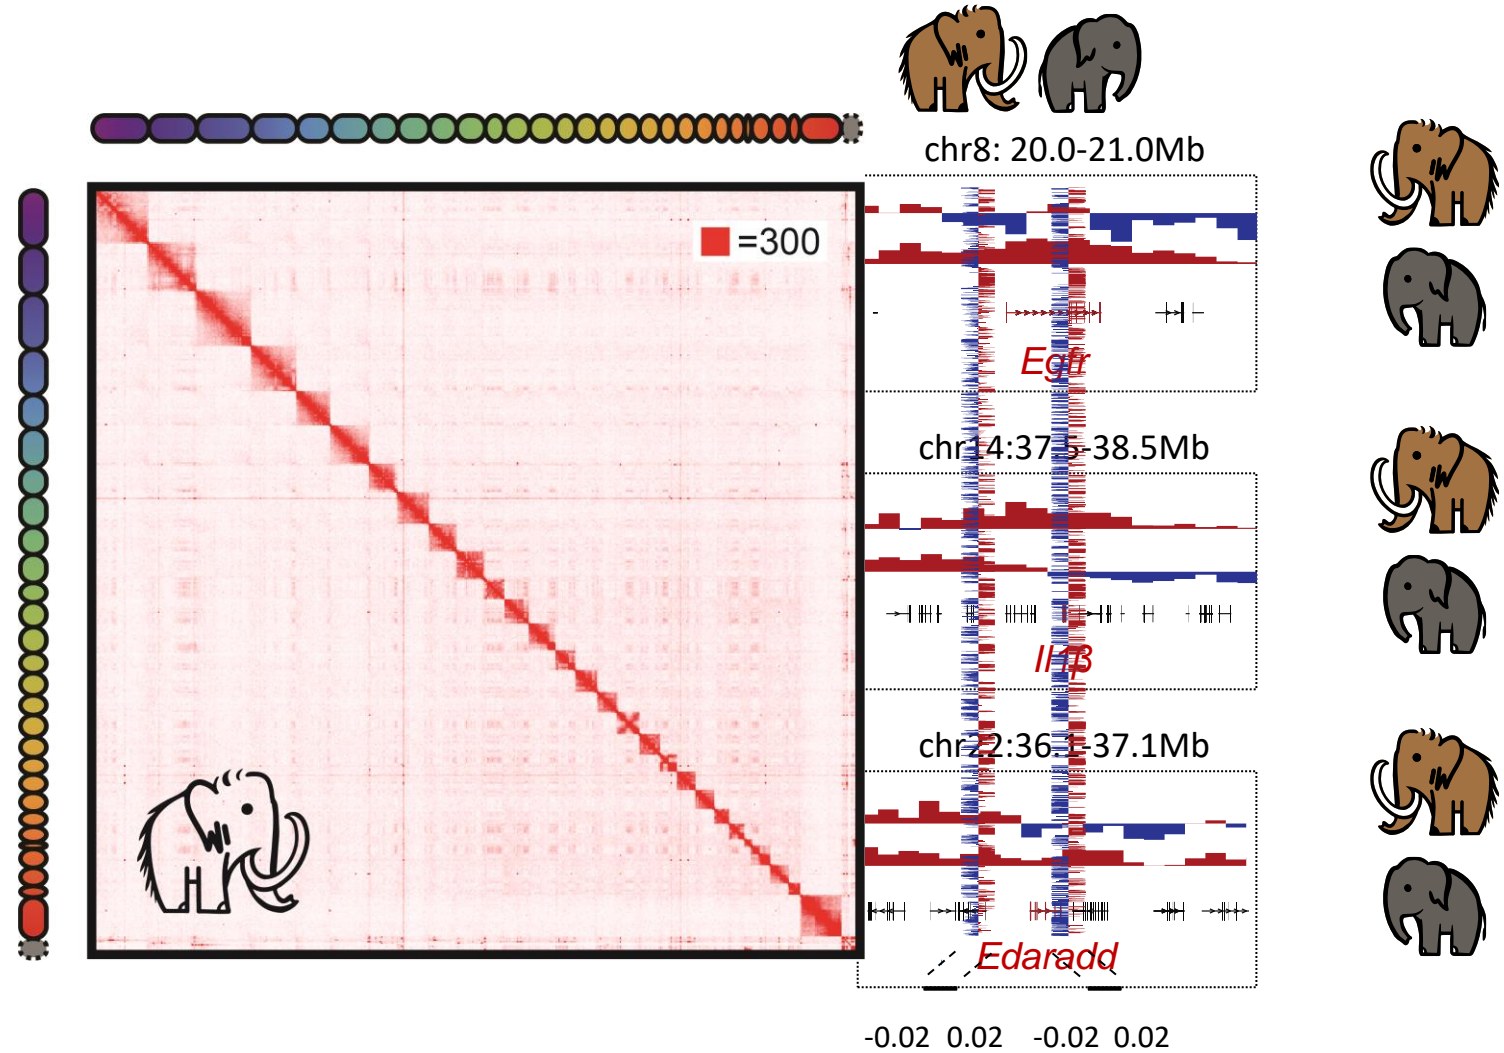 chr8: 20.0-21.0Mb
=300
Egfr
chr14:37.5-38.5Mb
Il1β
chr22:36.1-37.1Mb
Edaradd
-0.02 0.02 -0.02 0.02